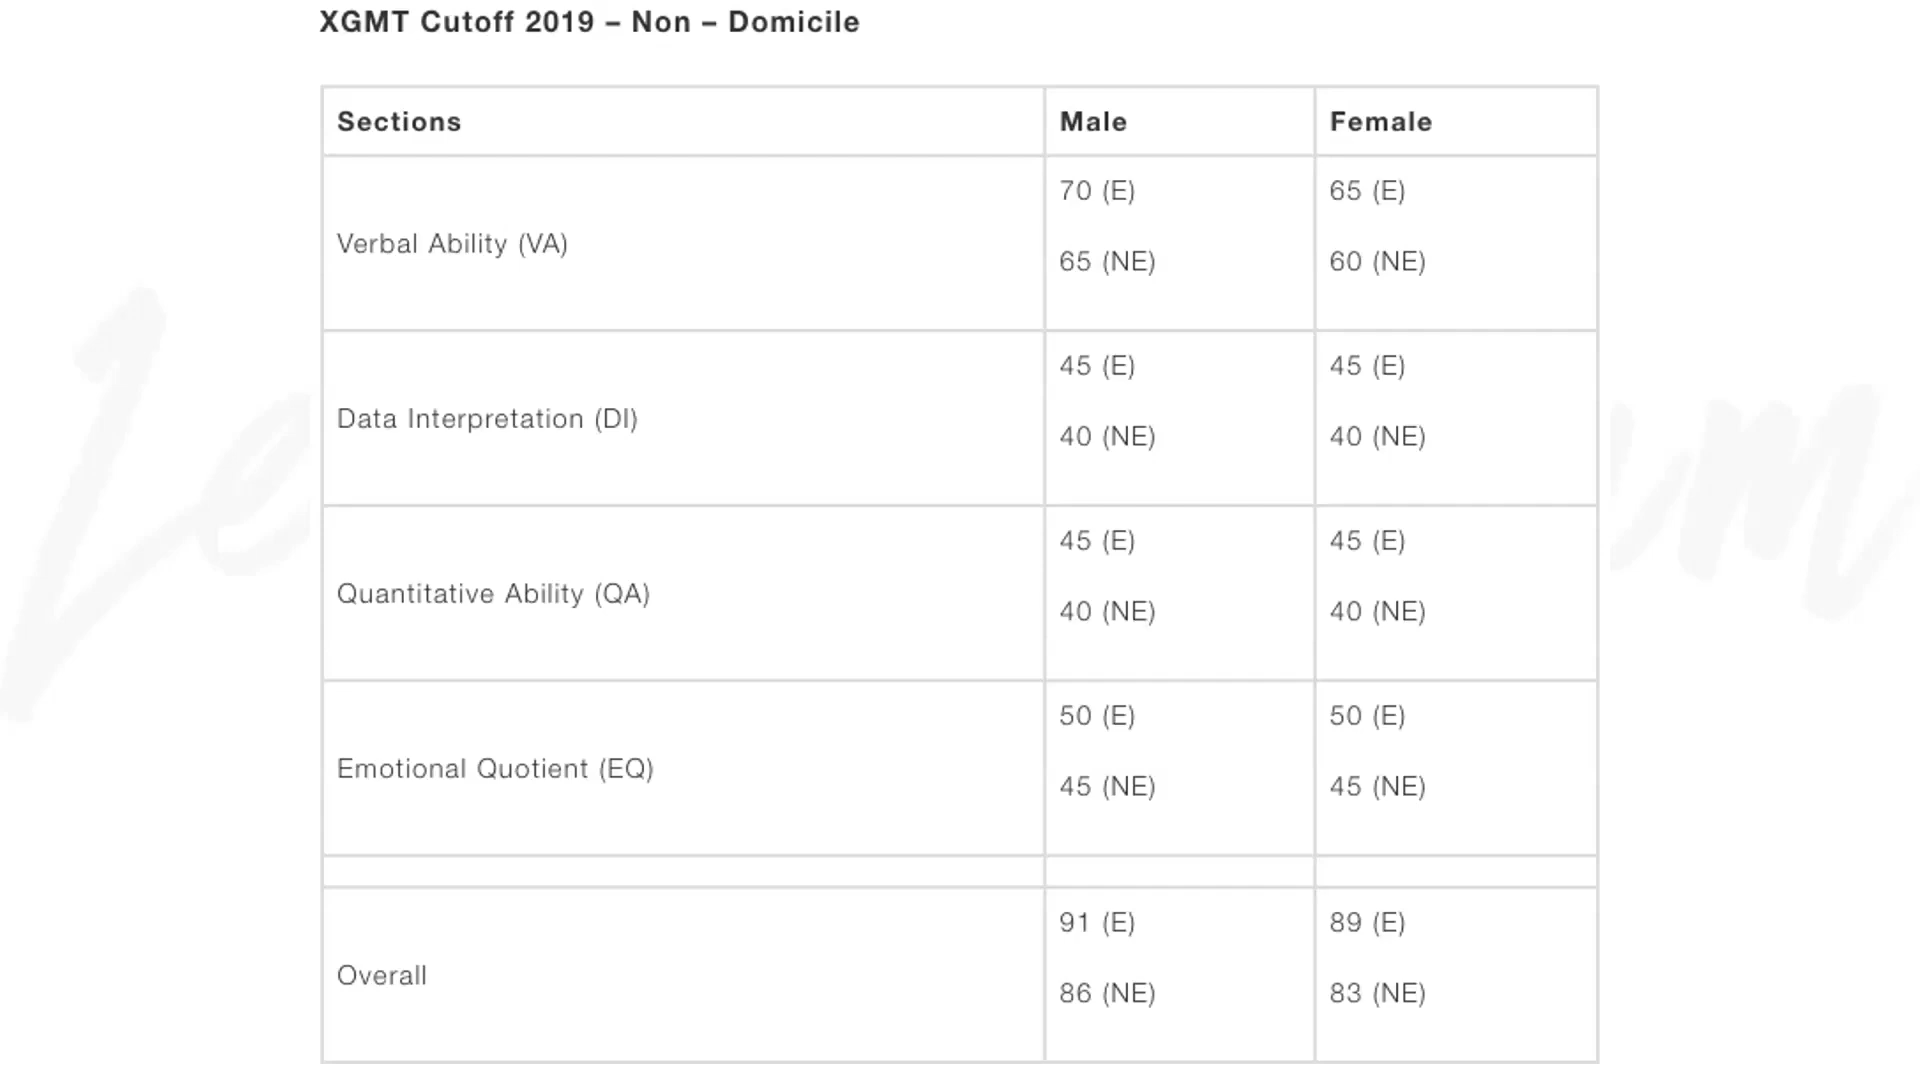 XGMT Cutoff 2019 – Non – Domicile
Sections Male Female
Verbal Ability (VA)
70 (E)
65 (NE)
65 (E)
60 (NE)
Data Interpretation (DI)
45 (E)
40 (NE)
45 (E)
40 (NE)
Quantitative Ability (QA)
45 (E)
40 (NE)
45 (E)
40 (NE)
Emotional Quotient (EQ)
50 (E)
45 (NE)
50 (E)
45 (NE)
Overall
91 (E)
86 (NE)
89 (E)
83 (NE)